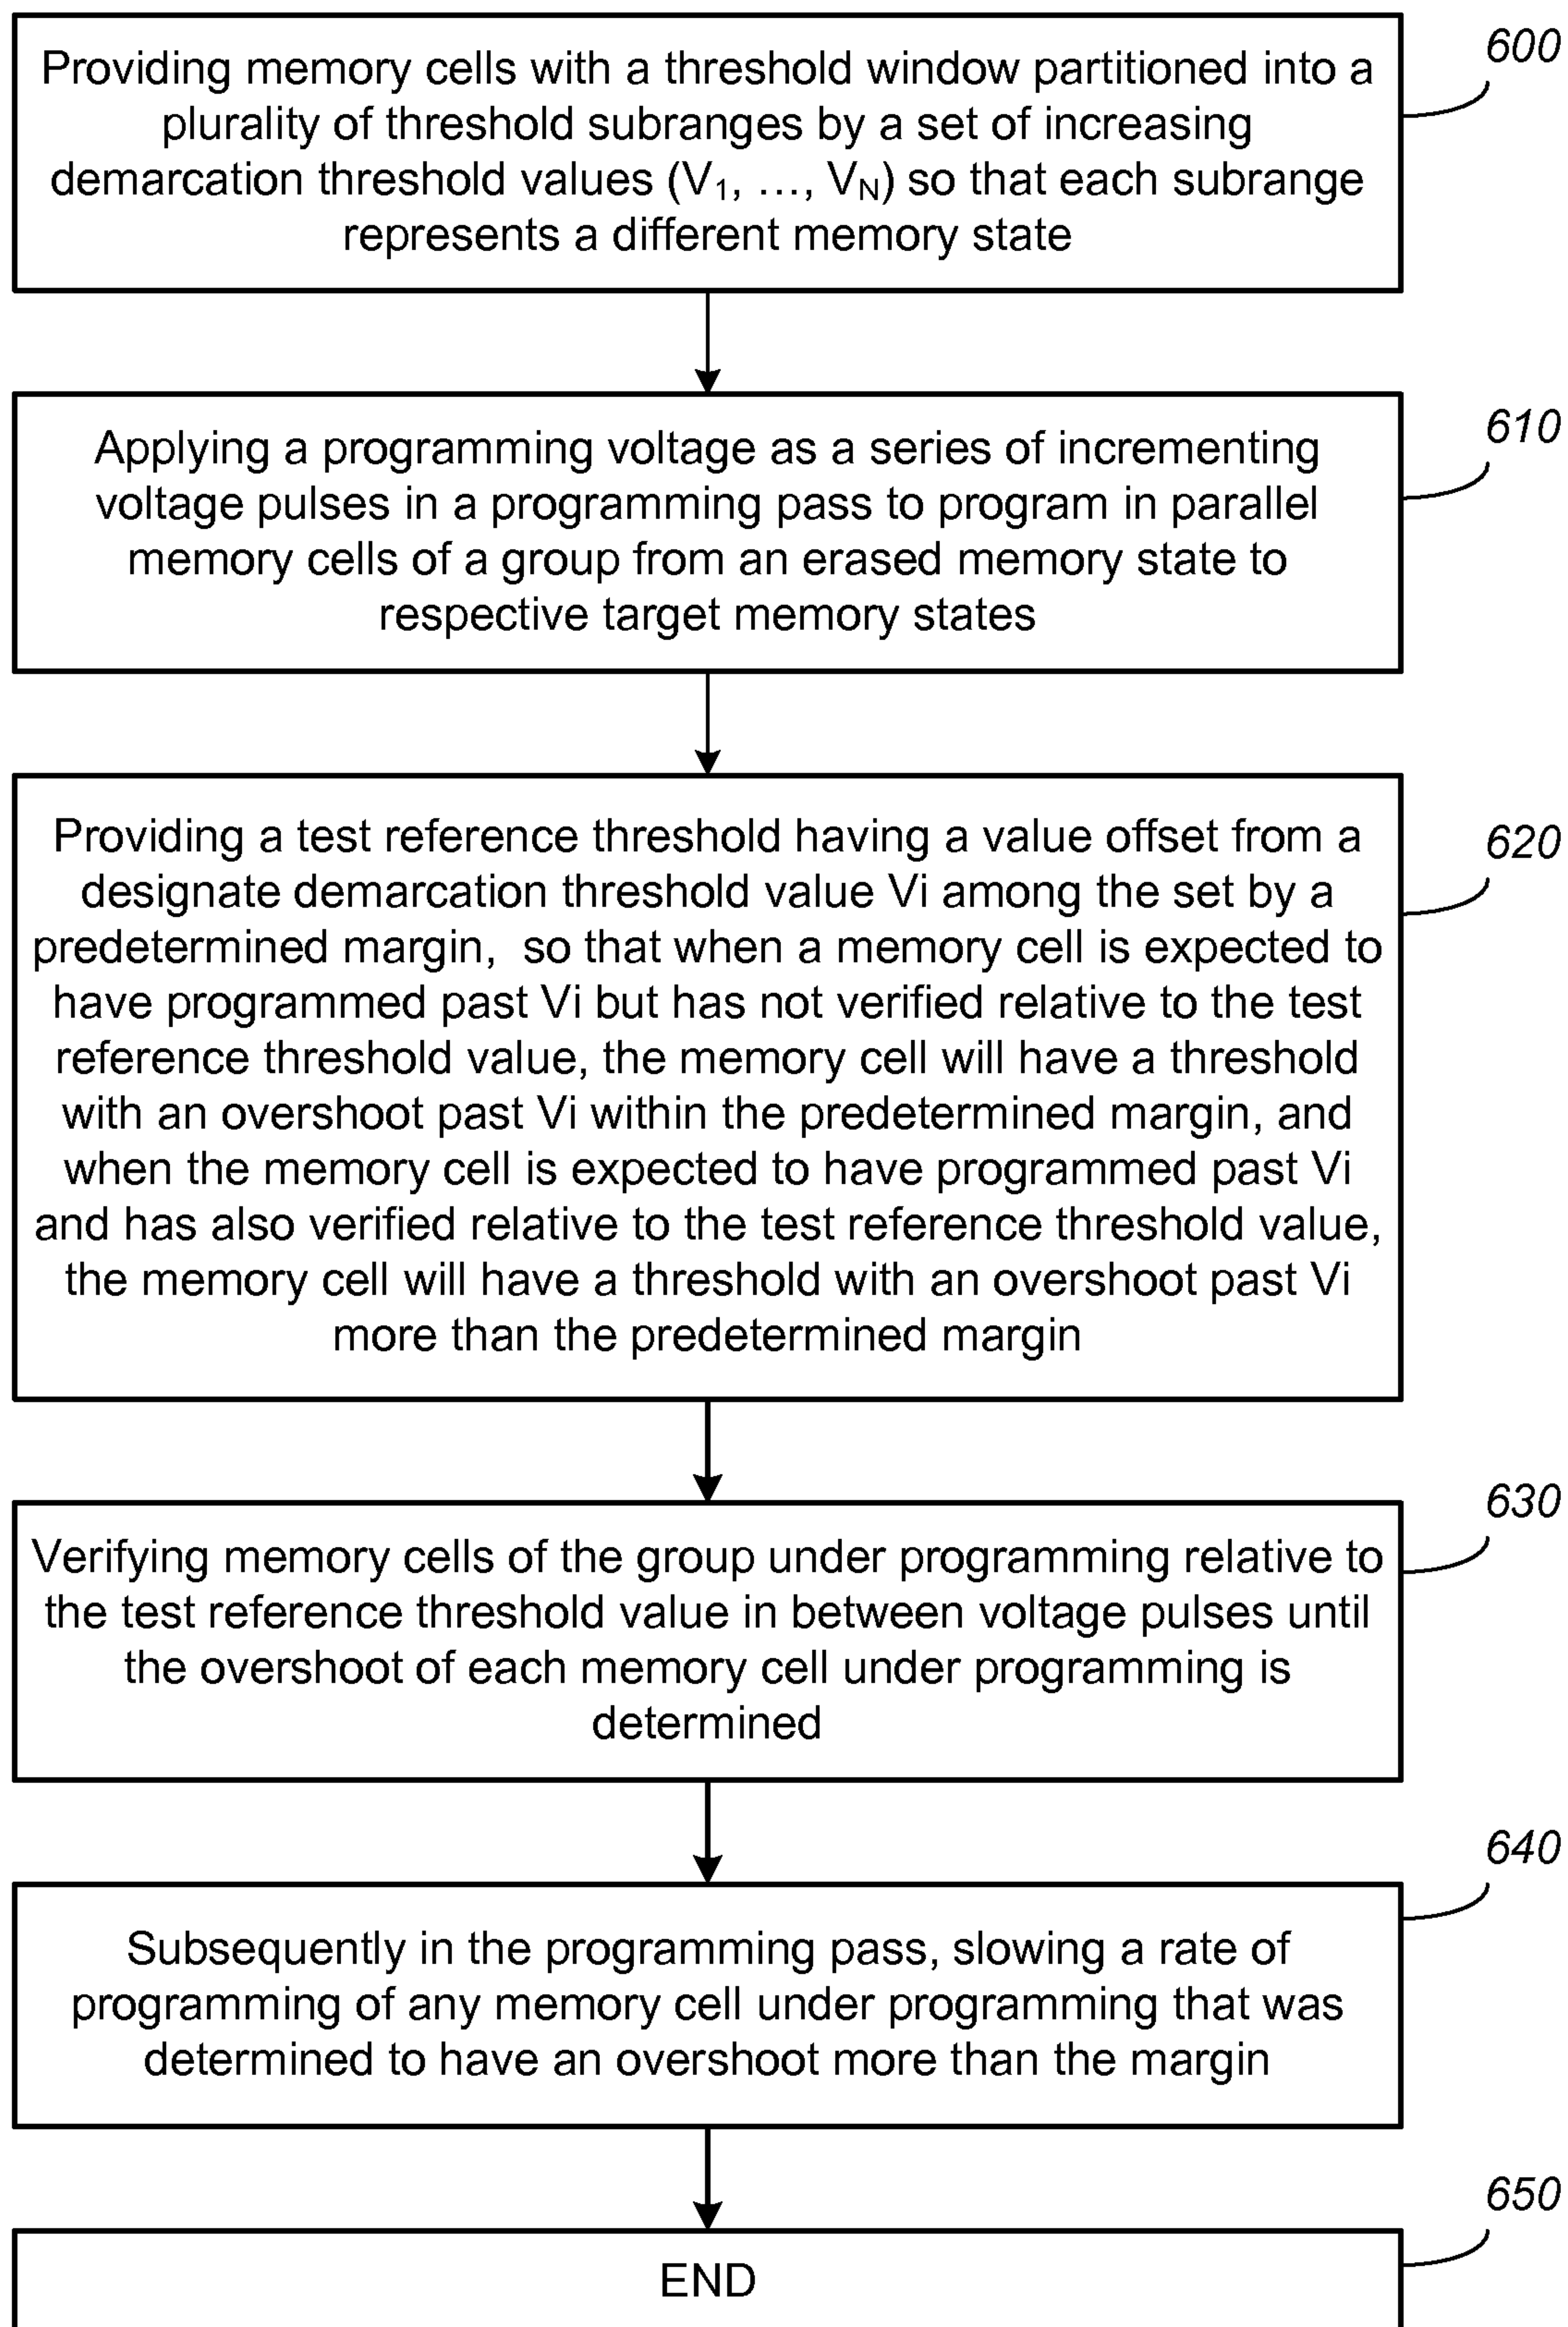 600
Providing memory cells with a threshold window partitioned into a
plurality of threshold subranges by a set of increasing
demarcation threshold values (V₁, ..., V_N) so that each subrange
represents a different memory state
610
Applying a programming voltage as a series of incrementing
voltage pulses in a programming pass to program in parallel
memory cells of a group from an erased memory state to
respective target memory states
620
Providing a test reference threshold having a value offset from a
designate demarcation threshold value Vi among the set by a
predetermined margin, so that when a memory cell is expected to
have programmed past Vi but has not verified relative to the test
reference threshold value, the memory cell will have a threshold
with an overshoot past Vi within the predetermined margin, and
when the memory cell is expected to have programmed past Vi
and has also verified relative to the test reference threshold value,
the memory cell will have a threshold with an overshoot past Vi
more than the predetermined margin
630
Verifying memory cells of the group under programming relative to
the test reference threshold value in between voltage pulses until
the overshoot of each memory cell under programming is
determined
640
Subsequently in the programming pass, slowing a rate of
programming of any memory cell under programming that was
determined to have an overshoot more than the margin
650
END